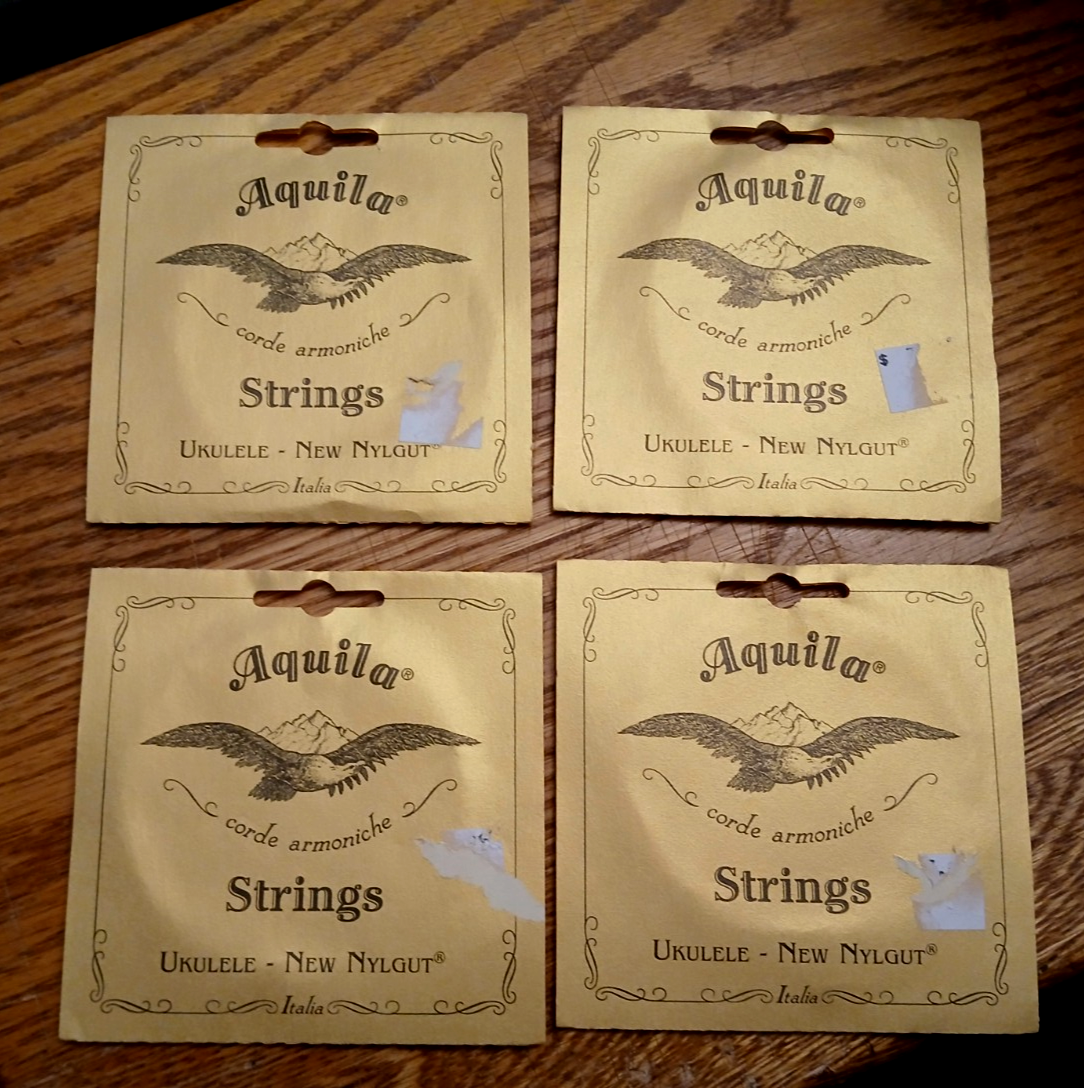 Aquila®
corde armoniche
Strings
UKULELE - NEW NYLGUT®
Italia
Aquila®
corde armoniche
$
Strings
UKULELE - NEW NYLGUT®
Italia
Aquila®
corde armoniche
Strings
UKULELE - NEW NYLGUT®
Italia
Aquila®
corde armoniche
Strings
UKULELE - NEW NYLGUT®
Italia